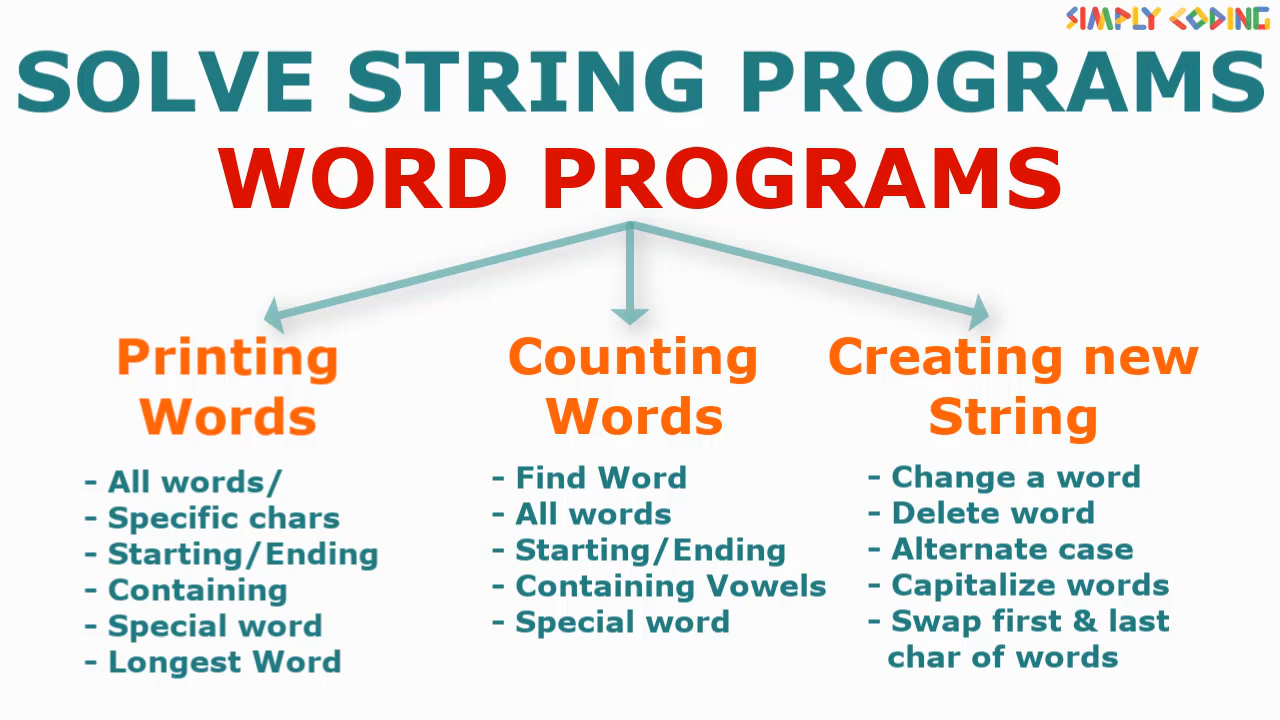 SIMPLY CODING
SOLVE STRING PROGRAMS
WORD PROGRAMS
Printing
Words
- All words/
- Specific chars
- Starting/Ending
- Containing
- Special word
- Longest Word
Counting
Words
- Find Word
- All words
- Starting/Ending
- Containing Vowels
- Special word
Creating new
String
- Change a word
- Delete word
- Alternate case
- Capitalize words
- Swap first & last
char of words